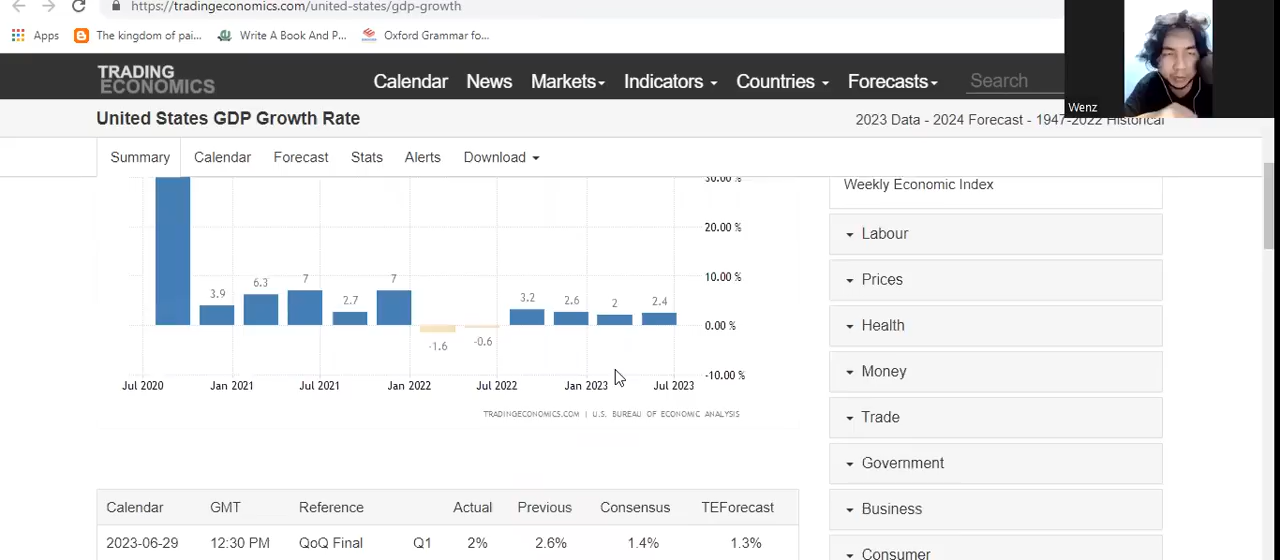 https://tradingeconomics.com/united-states/gdp-growth
Apps
The kingdom of pai...
Write A Book And P...
Oxford Grammar fo...
TRADING
ECONOMICS
Calendar
News
Markets
Indicators
Countries
Forecasts
Search
Wenz
United States GDP Growth Rate
2023 Data - 2024 Forecast - 1947-2022 Historical
Summary
Calendar
Forecast
Stats
Alerts
Download
30.00 %
20.00 %
10.00 %
0.00 %
-10.00 %
3.9
6.3
7
2.7
7
-1.6
-0.6
3.2
2.6
2
2.4
Jul 2020
Jan 2021
Jul 2021
Jan 2022
Jul 2022
Jan 2023
Jul 2023
TRADINGECONOMICS.COM | U.S. BUREAU OF ECONOMIC ANALYSIS
Weekly Economic Index
Labour
Prices
Health
Money
Trade
Government
Business
Consumer
Calendar GMT Reference Actual Previous Consensus TEForecast
2023-06-29 12:30 PM QoQ Final Q1 2% 2.6% 1.4% 1.3%